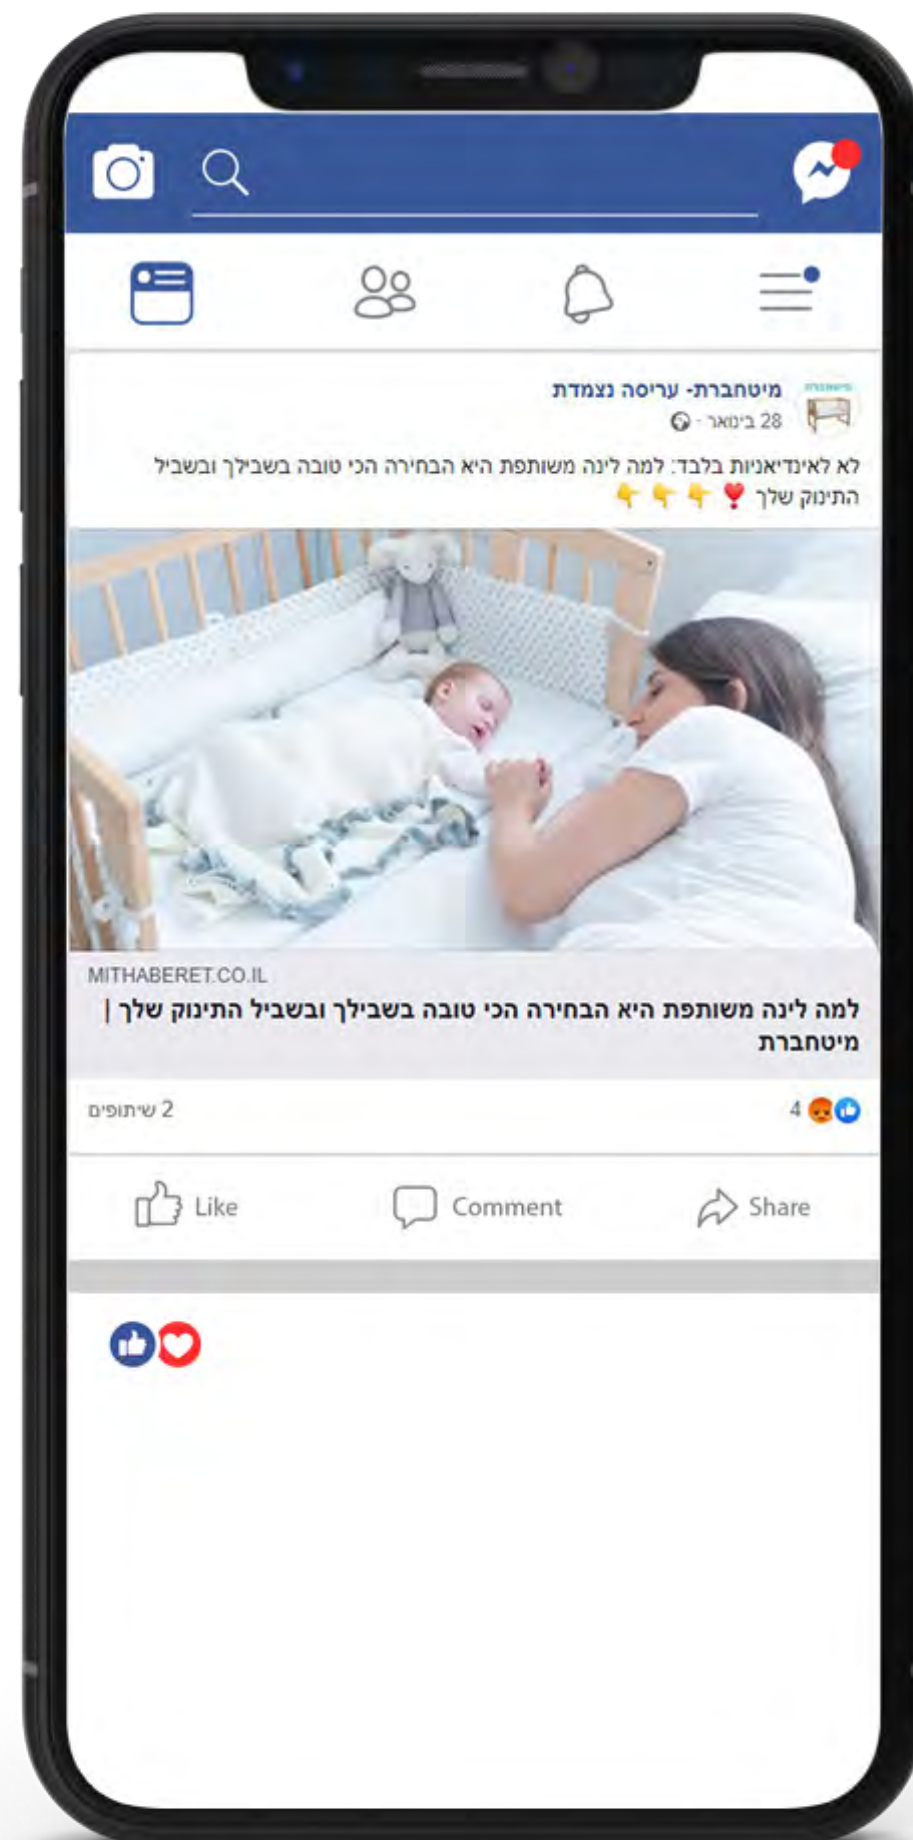 מיטחברת- עריסה נצמדת
28 בינואר ·
לא לאינדיאניות בלבד: למה לינה משותפת היא הבחירה הכי טובה בשבילך ובשביל
התינוק שלך ❣️ 👇 👇 👇
MITHABERET.CO.IL
למה לינה משותפת היא הבחירה הכי טובה בשבילך ובשביל התינוק שלך |
מיטחברת
4
2 שיתופים
Like Comment Share